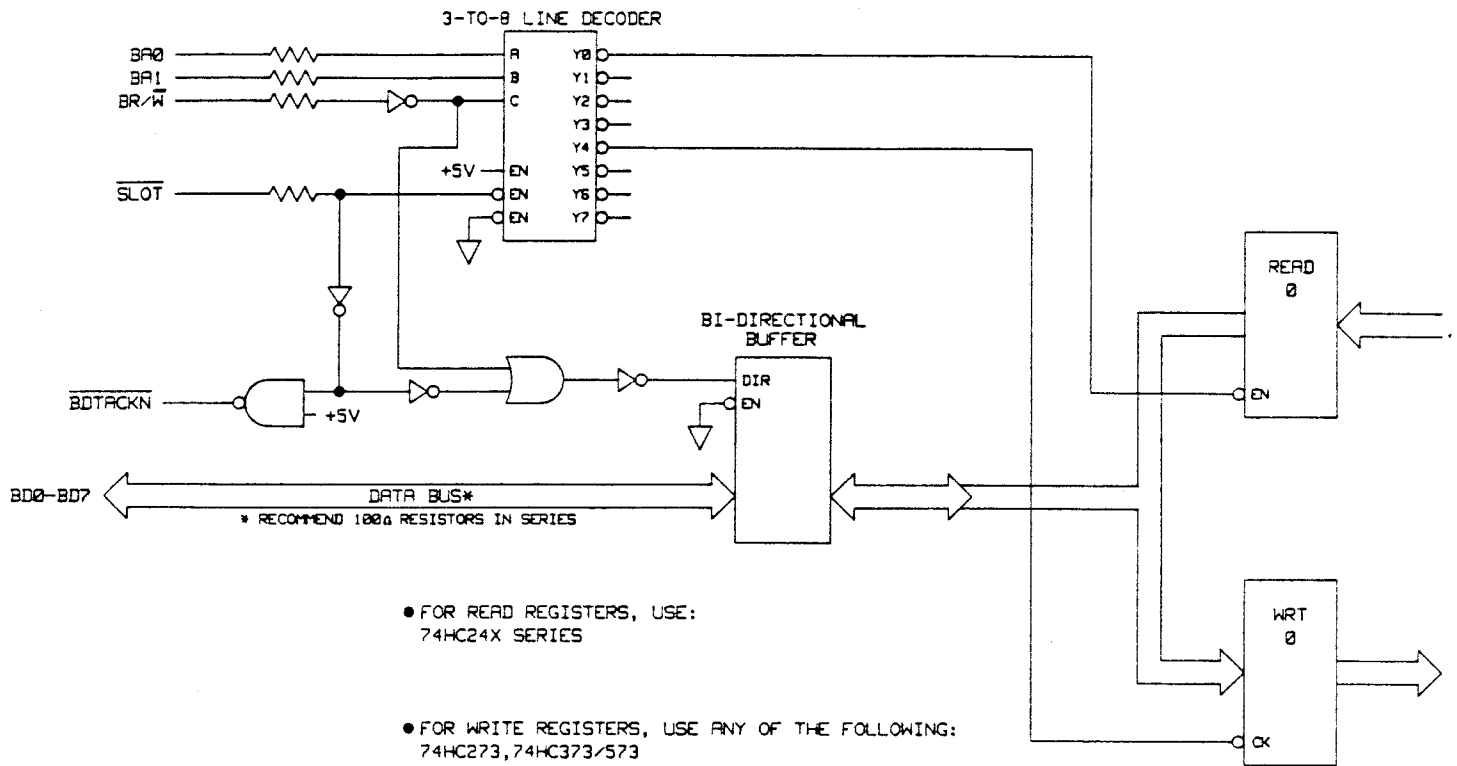 3-TO-8 LINE DECODER
BA0
A
Y0
BA1
B
Y1
BR/W̅
C
Y2
Y3
Y4
+5V
EN
Y5
S̅L̅O̅T̅
EN
Y6
EN
Y7
READ
0
BI-DIRECTIONAL
BUFFER
DIR
B̅D̅T̅A̅C̅K̅N̅
+5V
EN
EN
BD0-BD7
DATA BUS*
* RECOMMEND 100Ω RESISTORS IN SERIES
● FOR READ REGISTERS, USE:
74HC24X SERIES
WRT
0
● FOR WRITE REGISTERS, USE ANY OF THE FOLLOWING:
74HC273,74HC373/573
CK